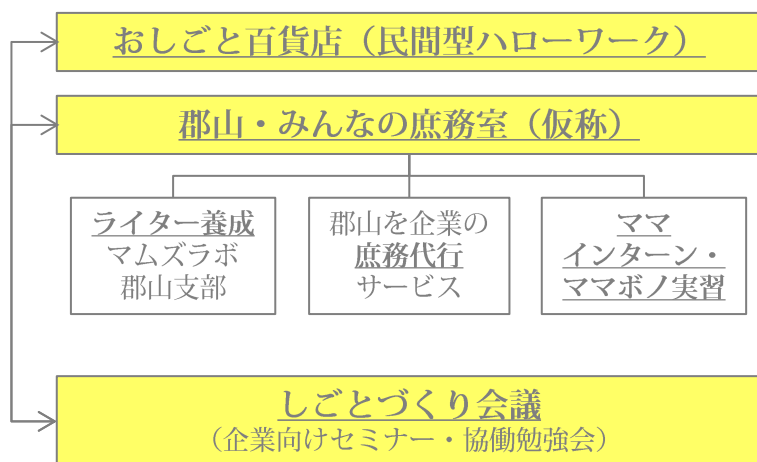 おしごと百貨店（民間型ハローワーク）
郡山・みんなの庶務室（仮称）
ライター養成
マムズラボ
郡山支部
郡山を企業の
庶務代行
サービス
ママ
インターン・
ママボノ実習
しごとづくり会議
（企業向けセミナー・協働勉強会）